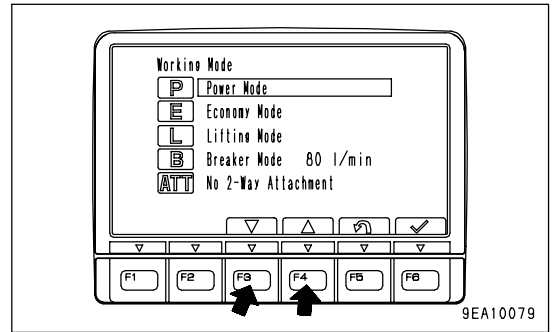 Working Mode
P Power Mode
E Economy Mode
L Lifting Mode
B Breaker Mode 80 l/min
ATT No 2-Way Attachment
F1 F2 F3 F4 F5 F6
9EA10079